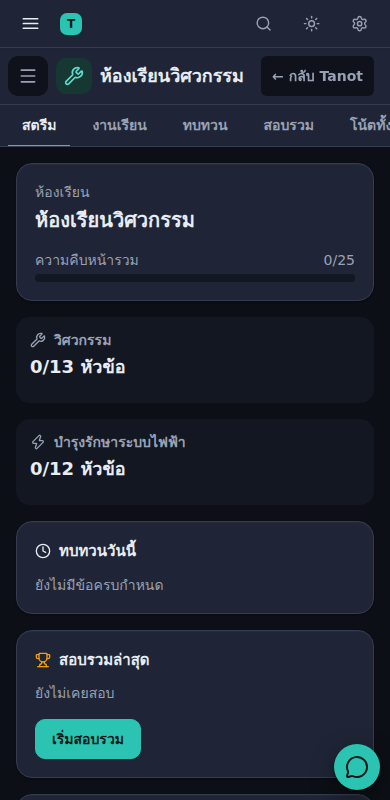 T
ห้องเรียนวิศวกรรม
← กลับ Tanot
สตรีม งานเรียน ทบทวน สอบรวม โน้ตทั้ง
ห้องเรียน
ห้องเรียนวิศวกรรม
ความคืบหน้ารวม 0/25
วิศวกรรม
0/13 หัวข้อ
บำรุงรักษาระบบไฟฟ้า
0/12 หัวข้อ
ทบทวนวันนี้
ยังไม่มีข้อครบกำหนด
สอบรวมล่าสุด
ยังไม่เคยสอบ
เริ่มสอบรวม